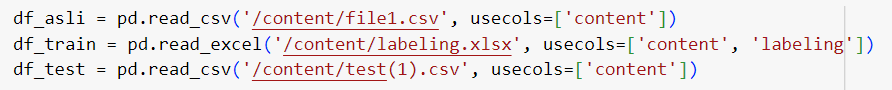 df_asli = pd.read_csv('/content/file1.csv', usecols=['content'])
df_train = pd.read_excel('/content/labeling.xlsx', usecols=['content', 'labeling'])
df_test = pd.read_csv('/content/test(1).csv', usecols=['content'])